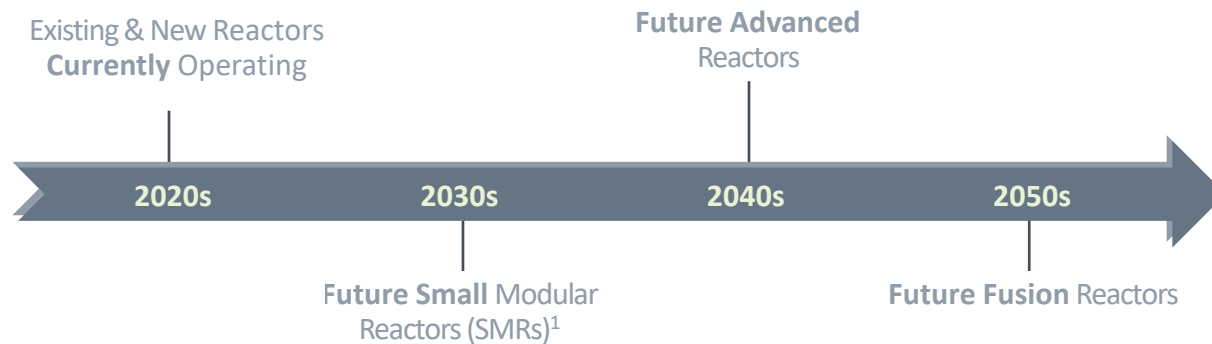 Existing & New Reactors
Currently Operating
Future Advanced
Reactors
2020s
2030s
2040s
2050s
Future Small Modular
Reactors (SMRs)1
Future Fusion Reactors